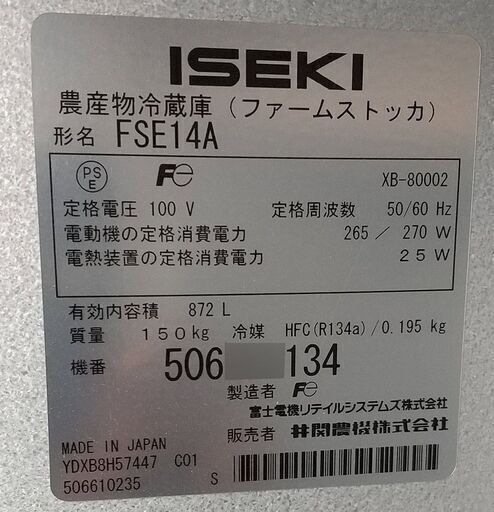 ISEKI
農産物冷蔵庫 (ファームストッカ)
形名 FSE14A
PS E Fe XB-80002
定格電圧 100 V 定格周波数 50/60 Hz
電動機の定格消費電力 265 / 270 W
電熱装置の定格消費電力 25 W
有効内容積 872 L
質量 150kg 冷媒 HFC(R134a)/0.195 kg
機番 506 134
製造者 Fe
富士電機リテイルシステムズ株式会社
販売者 井関農機株式会社
MADE IN JAPAN
YDXB8H57447 C01
506610235 S